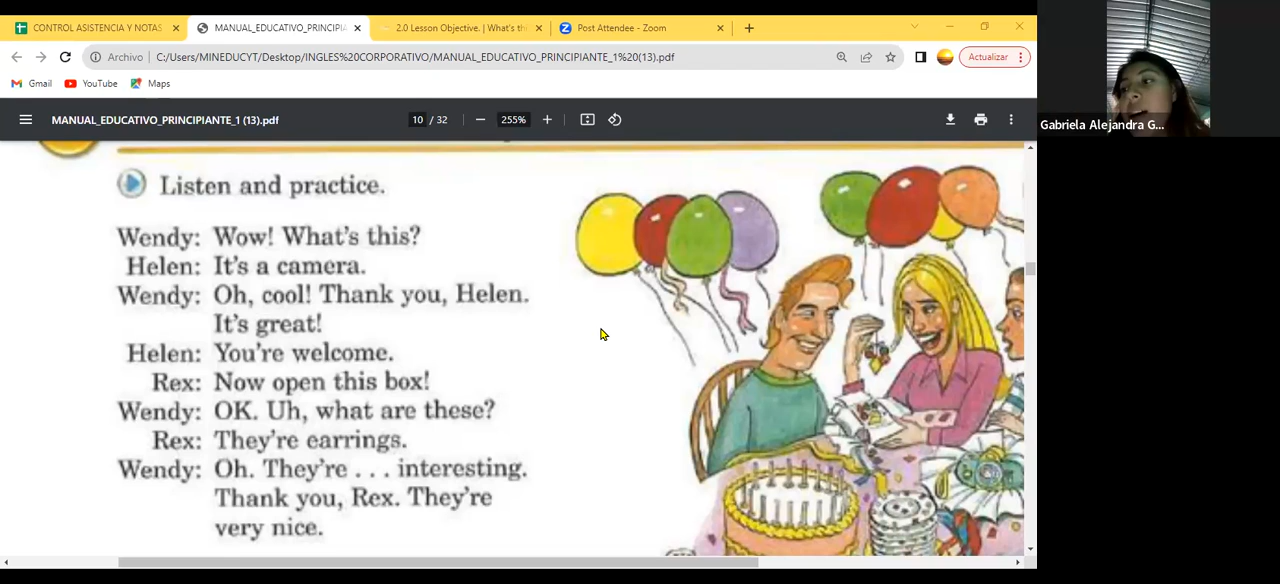 CONTROL ASISTENCIA Y NOTAS
MANUAL_EDUCATIVO_PRINCIPI
2.0 Lesson Objective. | What's th
Post Attendee - Zoom
Archivo
C:/Users/MINEDUCYT/Desktop/INGLES%20CORPORATIVO/MANUAL_EDUCATIVO_PRINCIPIANTE_1%20(13).pdf
Actualizar
Gmail
YouTube
Maps
MANUAL_EDUCATIVO_PRINCIPIANTE_1 (13).pdf
10 / 32
255%
Gabriela Alejandra G...
Listen and practice.
Wendy: Wow! What's this?
Helen: It's a camera.
Wendy: Oh, cool! Thank you, Helen.
It's great!
Helen: You're welcome.
Rex: Now open this box!
Wendy: OK. Uh, what are these?
Rex: They're earrings.
Wendy: Oh. They're . . . interesting.
Thank you, Rex. They're
very nice.